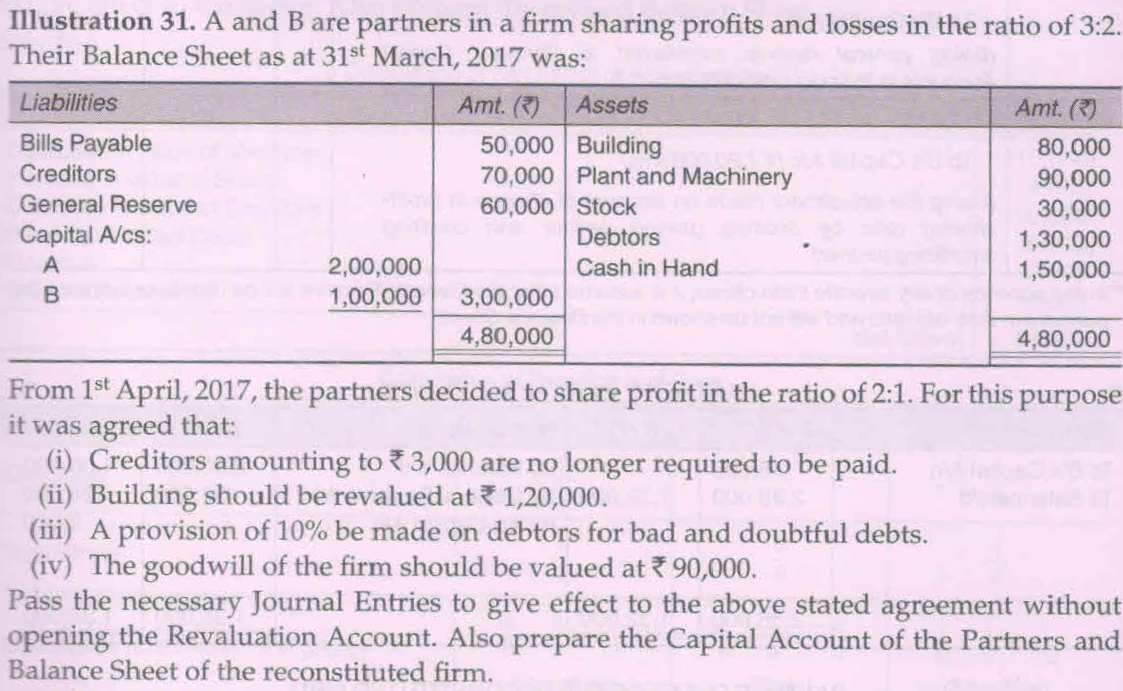 Illustration 31. A and B are partners in a firm sharing profits and losses in the ratio of 3:2.
Their Balance Sheet as at 31st March, 2017 was:
Liabilities Amt. (₹) Assets Amt. (₹)
Bills Payable 50,000 Building 80,000
Creditors 70,000 Plant and Machinery 90,000
General Reserve 60,000 Stock 30,000
Capital A/cs: Debtors 1,30,000
A 2,00,000 Cash in Hand 1,50,000
B 1,00,000 3,00,000
4,80,000 4,80,000
From 1st April, 2017, the partners decided to share profit in the ratio of 2:1. For this purpose
it was agreed that:
(i) Creditors amounting to ₹ 3,000 are no longer required to be paid.
(ii) Building should be revalued at ₹ 1,20,000.
(iii) A provision of 10% be made on debtors for bad and doubtful debts.
(iv) The goodwill of the firm should be valued at ₹ 90,000.
Pass the necessary Journal Entries to give effect to the above stated agreement without
opening the Revaluation Account. Also prepare the Capital Account of the Partners and
Balance Sheet of the reconstituted firm.